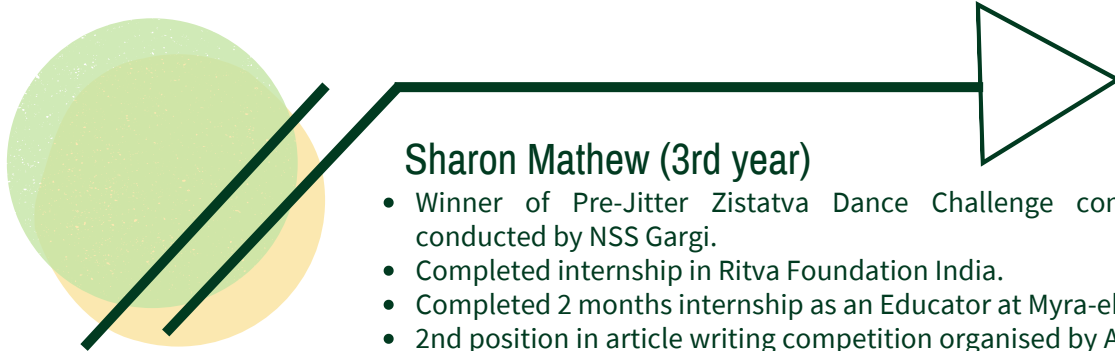 Sharon Mathew (3rd year)
• Winner of Pre-Jitter Zistatva Dance Challenge
conducted by NSS Gargi.
• Completed internship in Ritva Foundation India.
• Completed 2 months internship as an Educator at
• 2nd position in article writing competition organised by